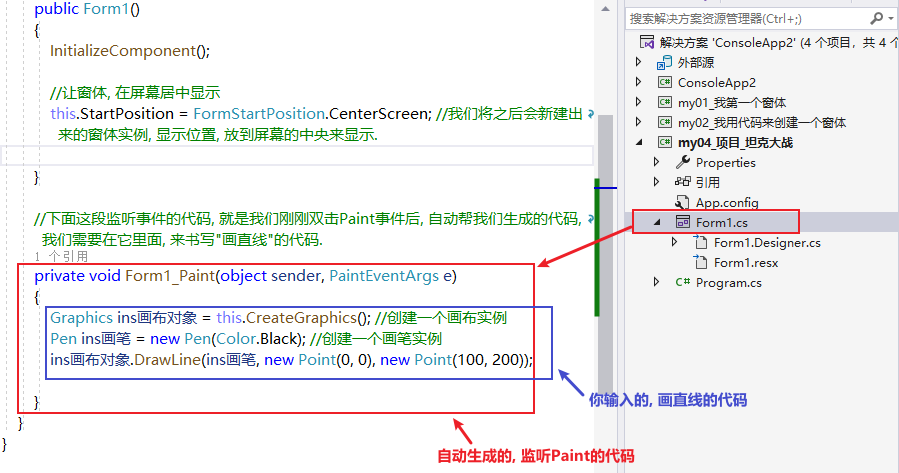 public Form1()
{
InitializeComponent();
//让窗体, 在屏幕居中显示
this.StartPosition = FormStartPosition.CenterScreen; //我们将之后会新建出
来的窗体实例, 显示位置, 放到屏幕的中央来显示.
}
//下面这段监听事件的代码, 就是我们刚刚双击Paint事件后, 自动帮我们生成的代码,
我们需要在它里面, 来书写"画直线"的代码.
1 个引用
private void Form1_Paint(object sender, PaintEventArgs e)
{
Graphics ins画布对象 = this.CreateGraphics(); //创建一个画布实例
Pen ins画笔 = new Pen(Color.Black); //创建一个画笔实例
ins画布对象.DrawLine(ins画笔, new Point(0, 0), new Point(100, 200));
}
}
}
你输入的, 画直线的代码
自动生成的, 监听Paint的代码
搜索解决方案资源管理器(Ctrl+;)
解决方案 'ConsoleApp2' (4 个项目, 共 4 个
外部源
ConsoleApp2
my01_我第一个窗体
my02_我用代码来创建一个窗体
my04_项目_坦克大战
Properties
引用
App.config
Form1.cs
Form1.Designer.cs
Form1.resx
Program.cs